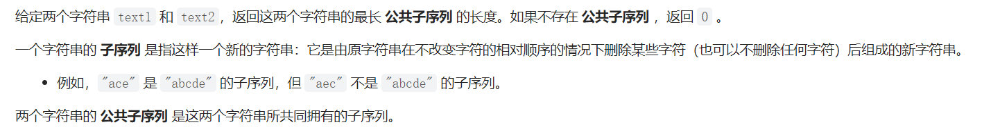 给定两个字符串 text1 和 text2，返回这两个字符串的最长 公共子序列 的长度。如果不存在 公共子序列 ，返回 0 。
一个字符串的 子序列 是指这样一个新的字符串：它是由原字符串在不改变字符的相对顺序的情况下删除某些字符（也可以不删除任何字符）后组成的新字符串。
• 例如，"ace" 是 "abcde" 的子序列，但 "aec" 不是 "abcde" 的子序列。
两个字符串的 公共子序列 是这两个字符串所共同拥有的子序列。